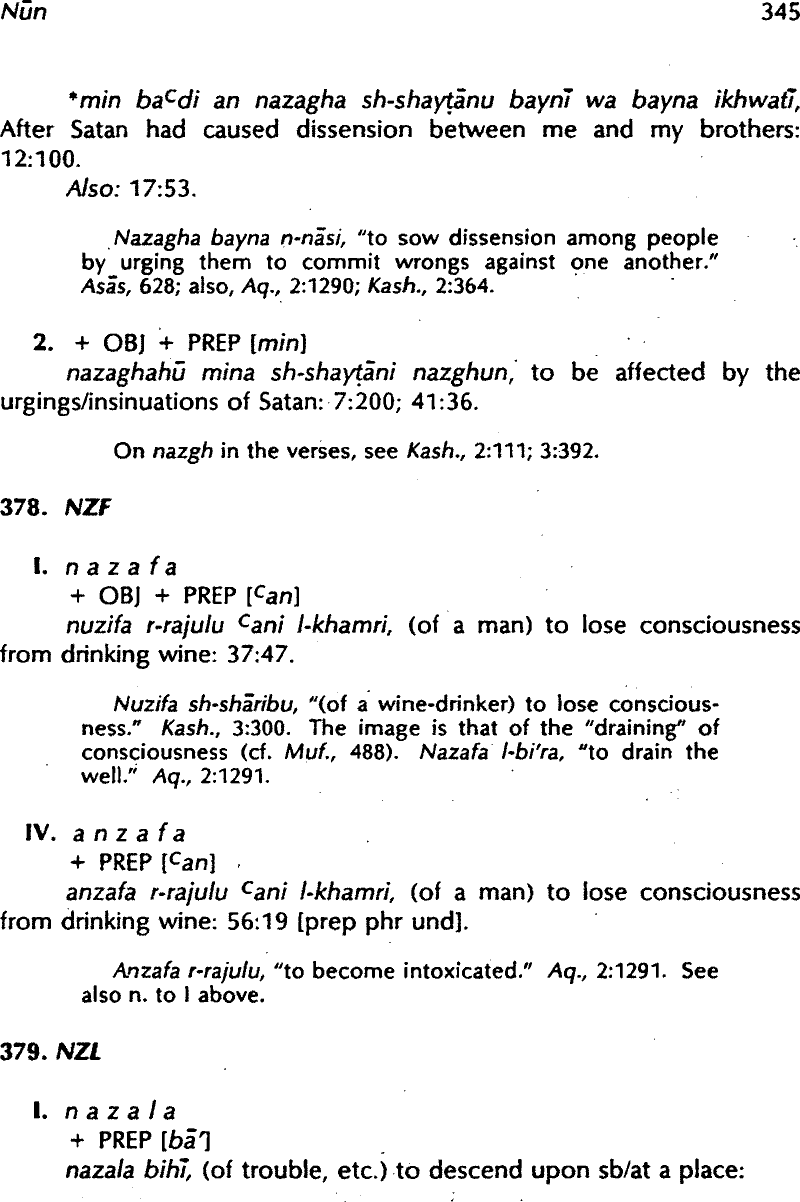 Nūn 345
*min baᶜdi an nazagha sh-shayṭānu baynī wa bayna ikhwatī,
After Satan had caused dissension between me and my brothers:
12:100.
Also: 17:53.
Nazagha bayna n-nāsi, "to sow dissension among people
by urging them to commit wrongs against one another."
Asās, 628; also, Aq., 2:1290; Kash., 2:364.
2. + OBJ + PREP [min]
nazaghahū mina sh-shayṭāni nazghun, to be affected by the
urgings/insinuations of Satan: 7:200; 41:36.
On nazgh in the verses, see Kash., 2:111; 3:392.
378. NZF
I. n a z a f a
+ OBJ + PREP [ᶜan]
nuzifa r-rajulu ᶜani l-khamri, (of a man) to lose consciousness
from drinking wine: 37:47.
Nuzifa sh-shāribu, "(of a wine-drinker) to lose conscious-
ness." Kash., 3:300. The image is that of the "draining" of
consciousness (cf. Muf., 488). Nazafa l-bi'ra, "to drain the
well." Aq., 2:1291.
IV. a n z a f a
+ PREP [ᶜan]
anzafa r-rajulu ᶜani l-khamri, (of a man) to lose consciousness
from drinking wine: 56:19 [prep phr und].
Anzafa r-rajulu, "to become intoxicated." Aq., 2:1291. See
also n. to I above.
379. NZL
I. n a z a l a
+ PREP [bā']
nazala bihī, (of trouble, etc.) to descend upon sb/at a place: